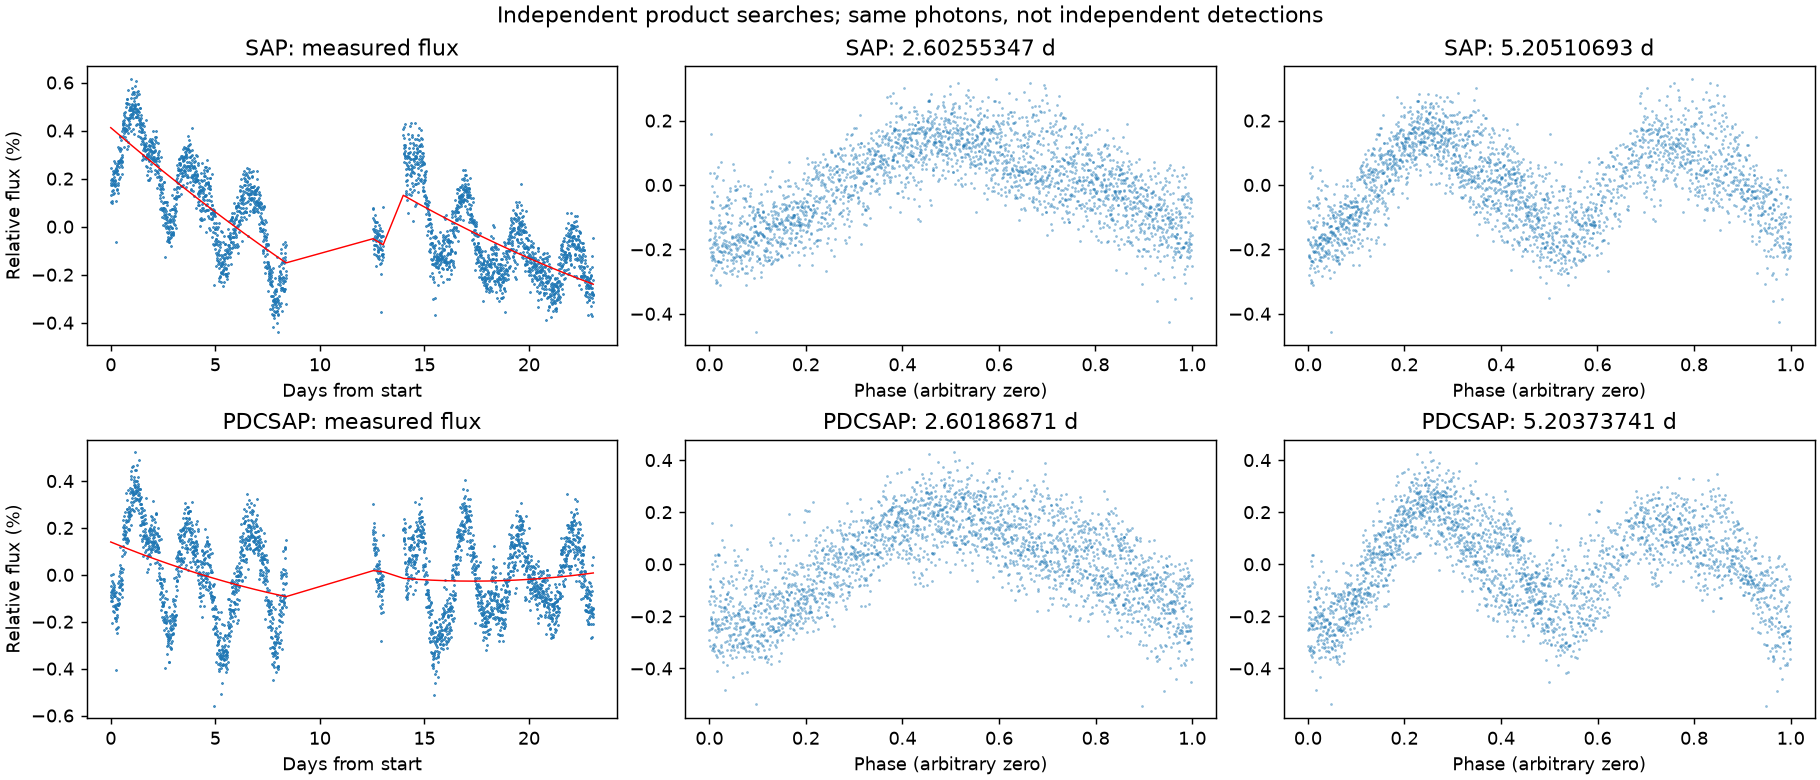 Independent product searches; same photons, not independent detections
SAP: measured flux
SAP: 2.60255347 d
SAP: 5.20510693 d
Relative flux (%)
0.6
0.4
0.2
0.0
−0.2
−0.4
0 5 10 15 20
Days from start
0.2
0.0
−0.2
−0.4
0.0 0.2 0.4 0.6 0.8 1.0
Phase (arbitrary zero)
0.2
0.0
−0.2
−0.4
0.0 0.2 0.4 0.6 0.8 1.0
Phase (arbitrary zero)
PDCSAP: measured flux
PDCSAP: 2.60186871 d
PDCSAP: 5.20373741 d
Relative flux (%)
0.4
0.2
0.0
−0.2
−0.4
−0.6
0 5 10 15 20
Days from start
0.4
0.2
0.0
−0.2
−0.4
0.0 0.2 0.4 0.6 0.8 1.0
Phase (arbitrary zero)
0.4
0.2
0.0
−0.2
−0.4
0.0 0.2 0.4 0.6 0.8 1.0
Phase (arbitrary zero)